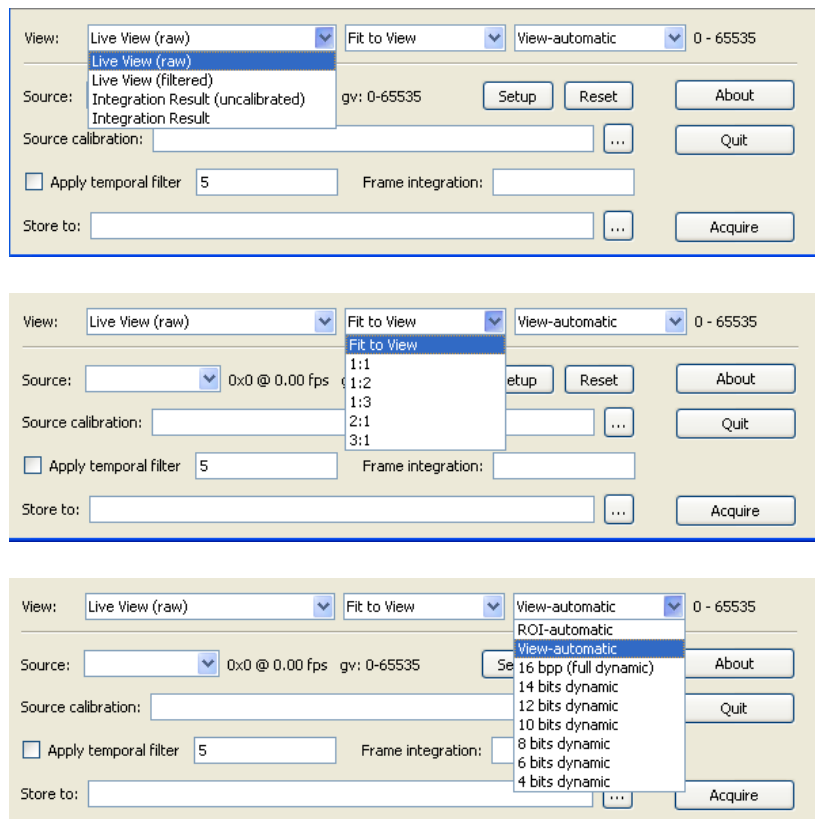 View: Live View (raw) Fit to View View-automatic 0 - 65535
Live View (raw)
Live View (filtered)
Integration Result (uncalibrated)
Integration Result
Source: gv: 0-65535 Setup Reset About
Source calibration: ... Quit
Apply temporal filter 5 Frame integration:
Store to: ... Acquire
View: Live View (raw) Fit to View View-automatic 0 - 65535
Fit to View
1:1
1:2
1:3
2:1
3:1
Source: 0x0 @ 0.00 fps etup Reset About
Source calibration: ... Quit
Apply temporal filter 5 Frame integration:
Store to: ... Acquire
View: Live View (raw) Fit to View View-automatic 0 - 65535
ROI-automatic
View-automatic
16 bpp (full dynamic)
14 bits dynamic
12 bits dynamic
10 bits dynamic
8 bits dynamic
6 bits dynamic
4 bits dynamic
Source: 0x0 @ 0.00 fps gv: 0-65535 Se About
Source calibration: Quit
Apply temporal filter 5 Frame integration:
Store to: ... Acquire